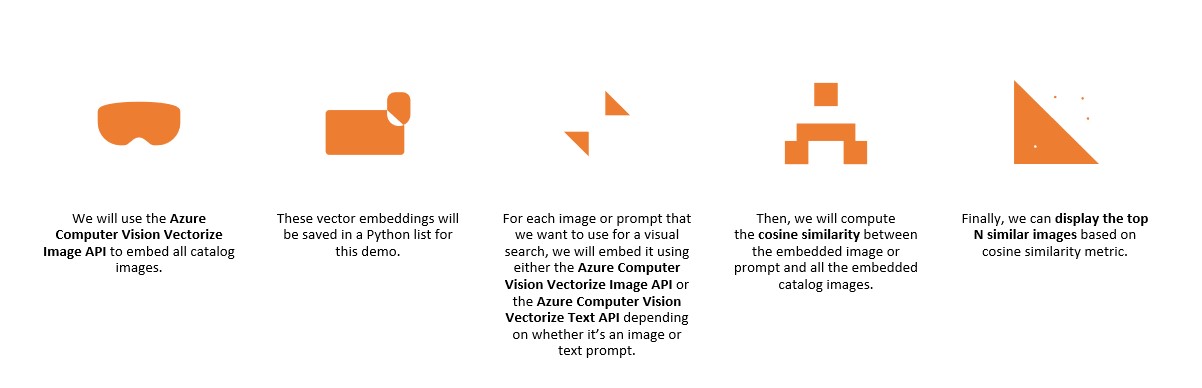 We will use the Azure
Computer Vision Vectorize
Image API to embed all catalog
images.
These vector embeddings will
be saved in a Python list for
this demo.
For each image or prompt that
we want to use for a visual
search, we will embed it using
either the Azure Computer
Vision Vectorize Image API or
the Azure Computer Vision
Vectorize Text API depending
on whether it’s an image or
text prompt.
Then, we will compute
the cosine similarity between
the embedded image or
prompt and all the embedded
catalog images.
Finally, we can display the top
N similar images based on
cosine similarity metric.